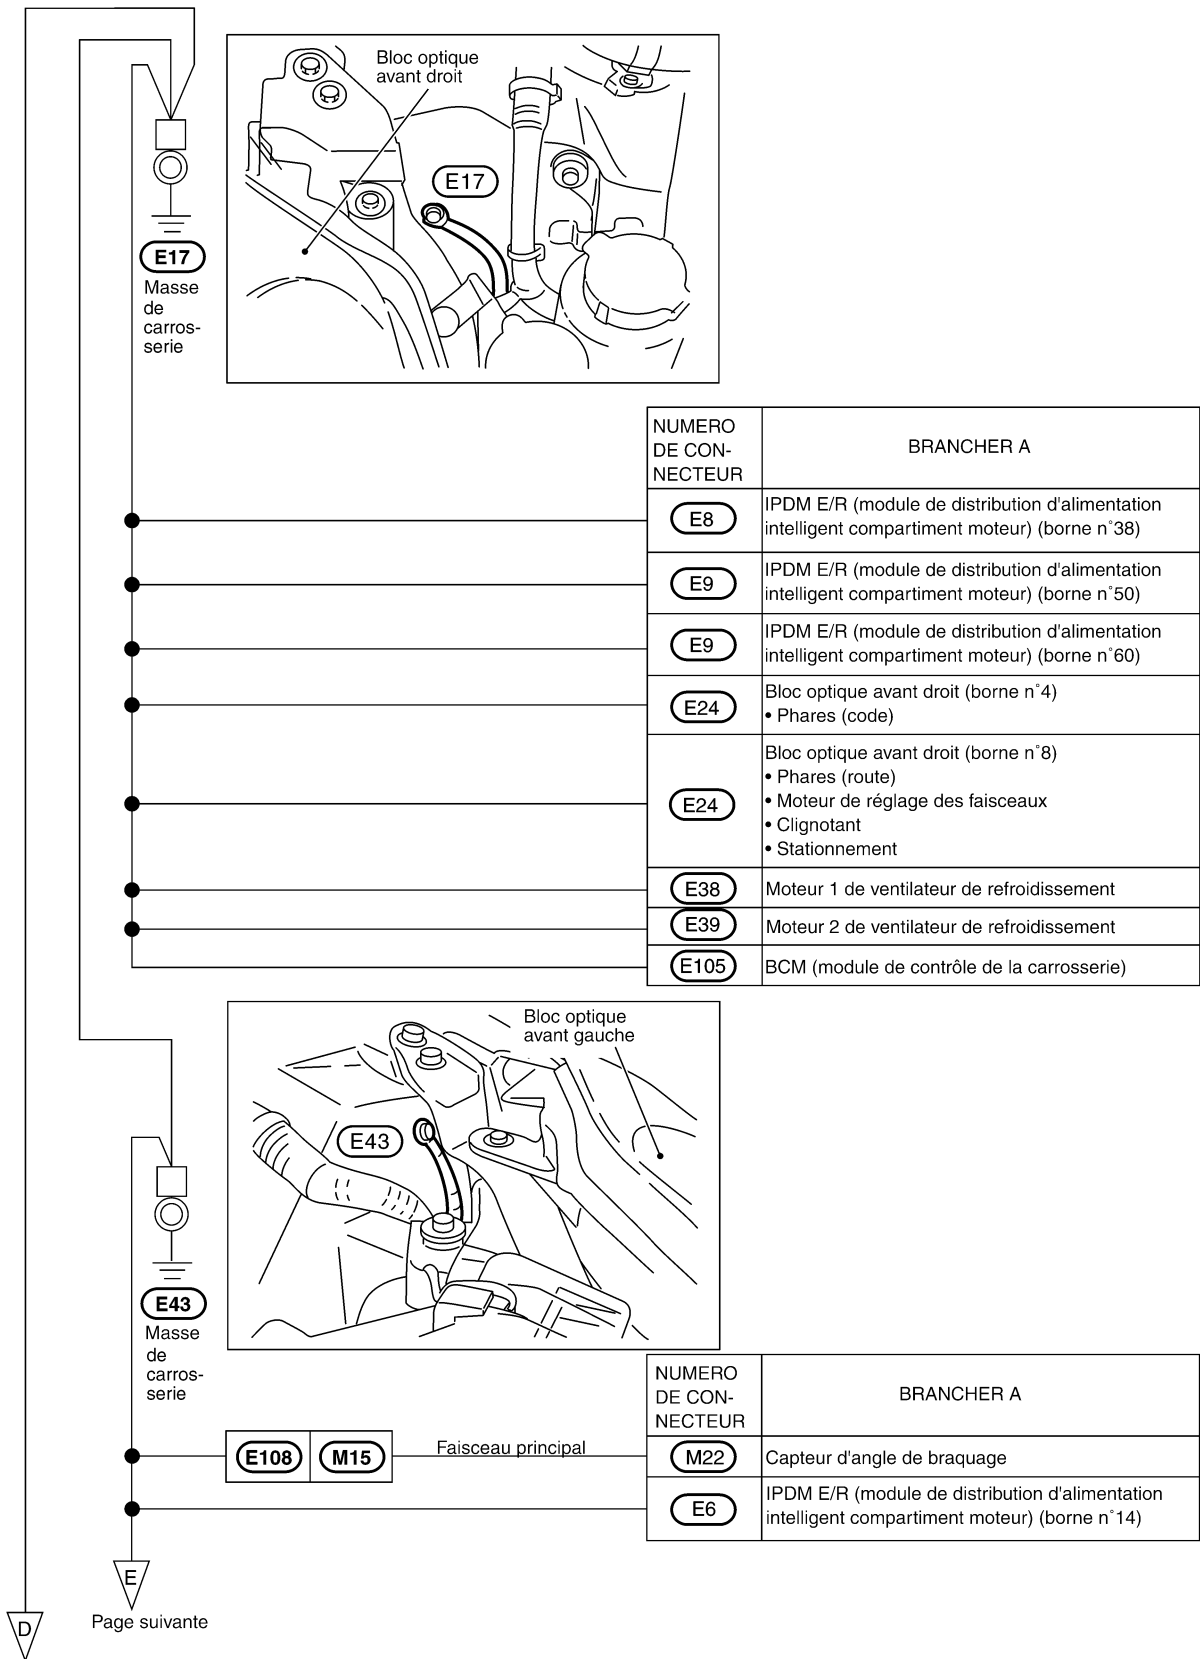 Bloc optique
avant droit
E17
E17
Masse
de
carros-
serie
NUMERO
DE CON-
NECTEUR
BRANCHER A
E8
IPDM E/R (module de distribution d'alimentation
intelligent compartiment moteur) (borne n˚38)
E9
IPDM E/R (module de distribution d'alimentation
intelligent compartiment moteur) (borne n˚50)
E9
IPDM E/R (module de distribution d'alimentation
intelligent compartiment moteur) (borne n˚60)
E24
Bloc optique avant droit (borne n˚4)
• Phares (code)
E24
Bloc optique avant droit (borne n˚8)
• Phares (route)
• Moteur de réglage des faisceaux
• Clignotant
• Stationnement
E38
Moteur 1 de ventilateur de refroidissement
E39
Moteur 2 de ventilateur de refroidissement
E105
BCM (module de contrôle de la carrosserie)
Bloc optique
avant gauche
E43
E43
Masse
de
carros-
serie
NUMERO
DE CON-
NECTEUR
BRANCHER A
E108
M15
Faisceau principal
M22
Capteur d'angle de braquage
E6
IPDM E/R (module de distribution d'alimentation
intelligent compartiment moteur) (borne n˚14)
E
Page suivante
D